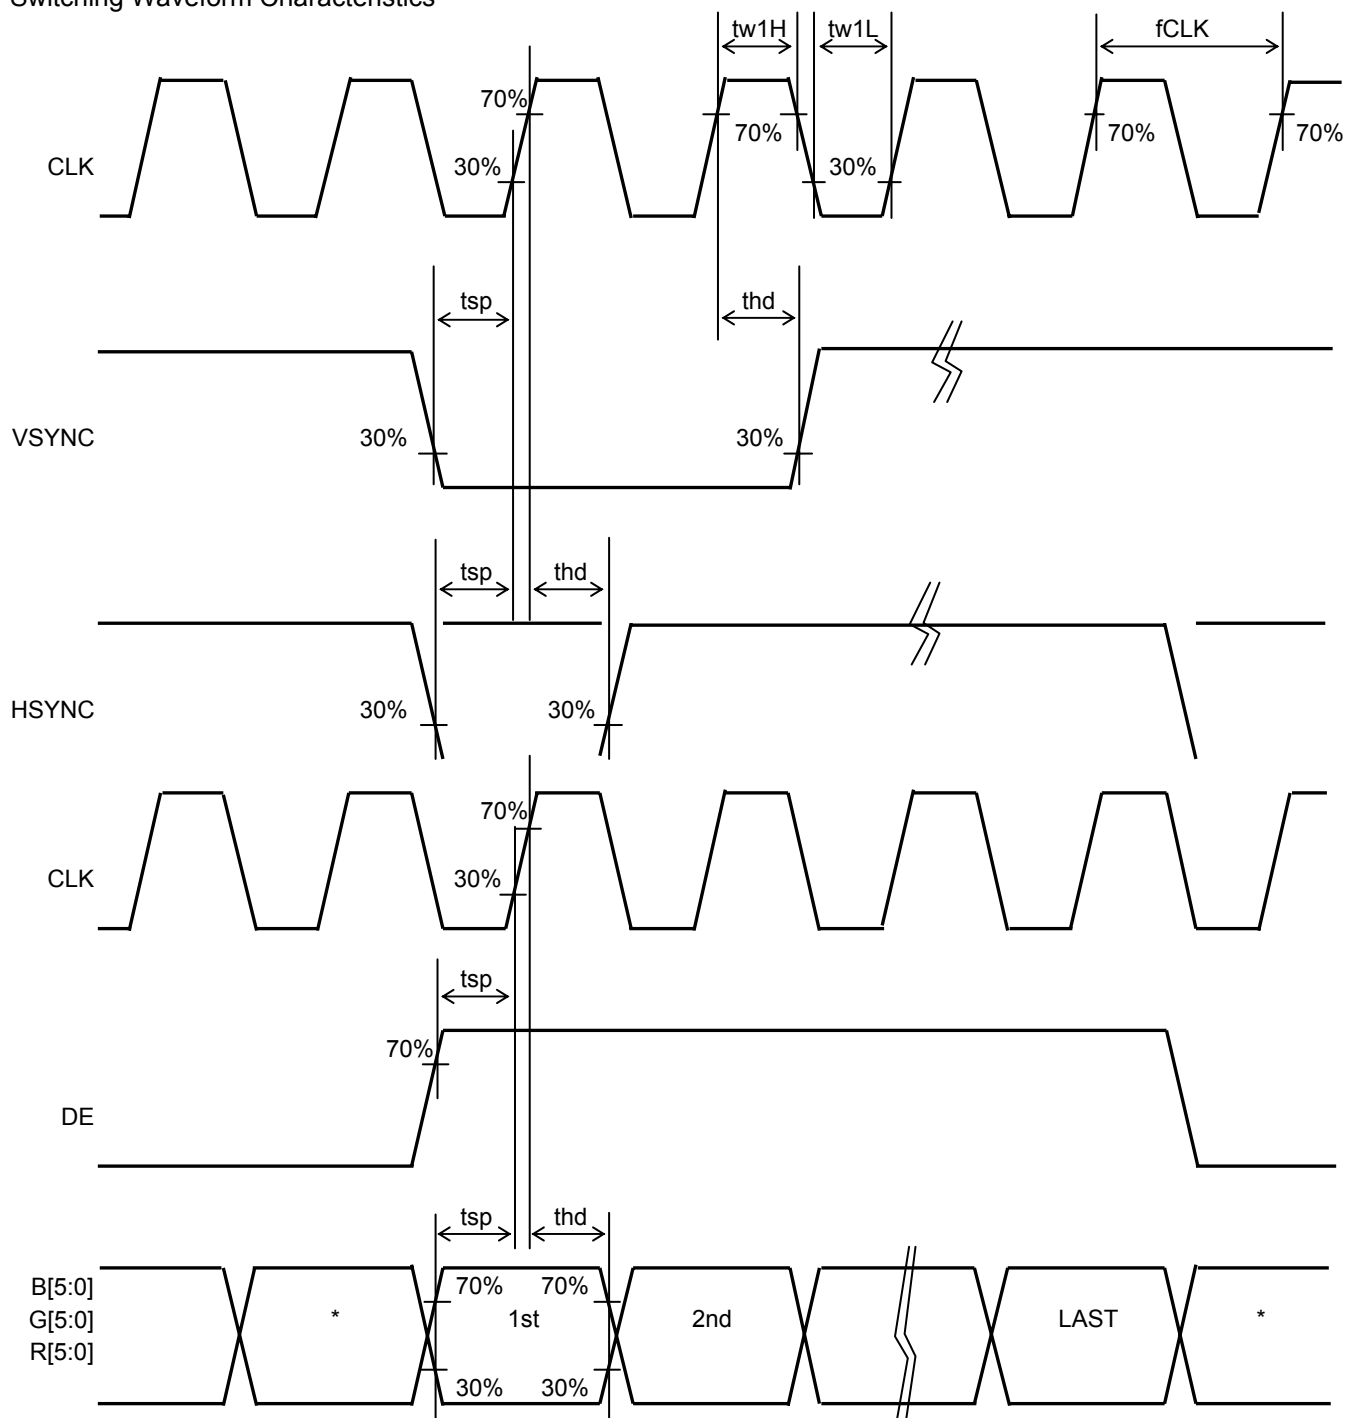 Switching Waveform Characteristics
tw1H tw1L fCLK
70% 70% 70% 70%
CLK 30% 30%
tsp thd
VSYNC 30% 30%
tsp thd
HSYNC 30% 30%
70%
CLK 30%
tsp
70%
DE
tsp thd
B[5:0] 70% 70%
G[5:0] * 1st 2nd LAST *
R[5:0]
30% 30%